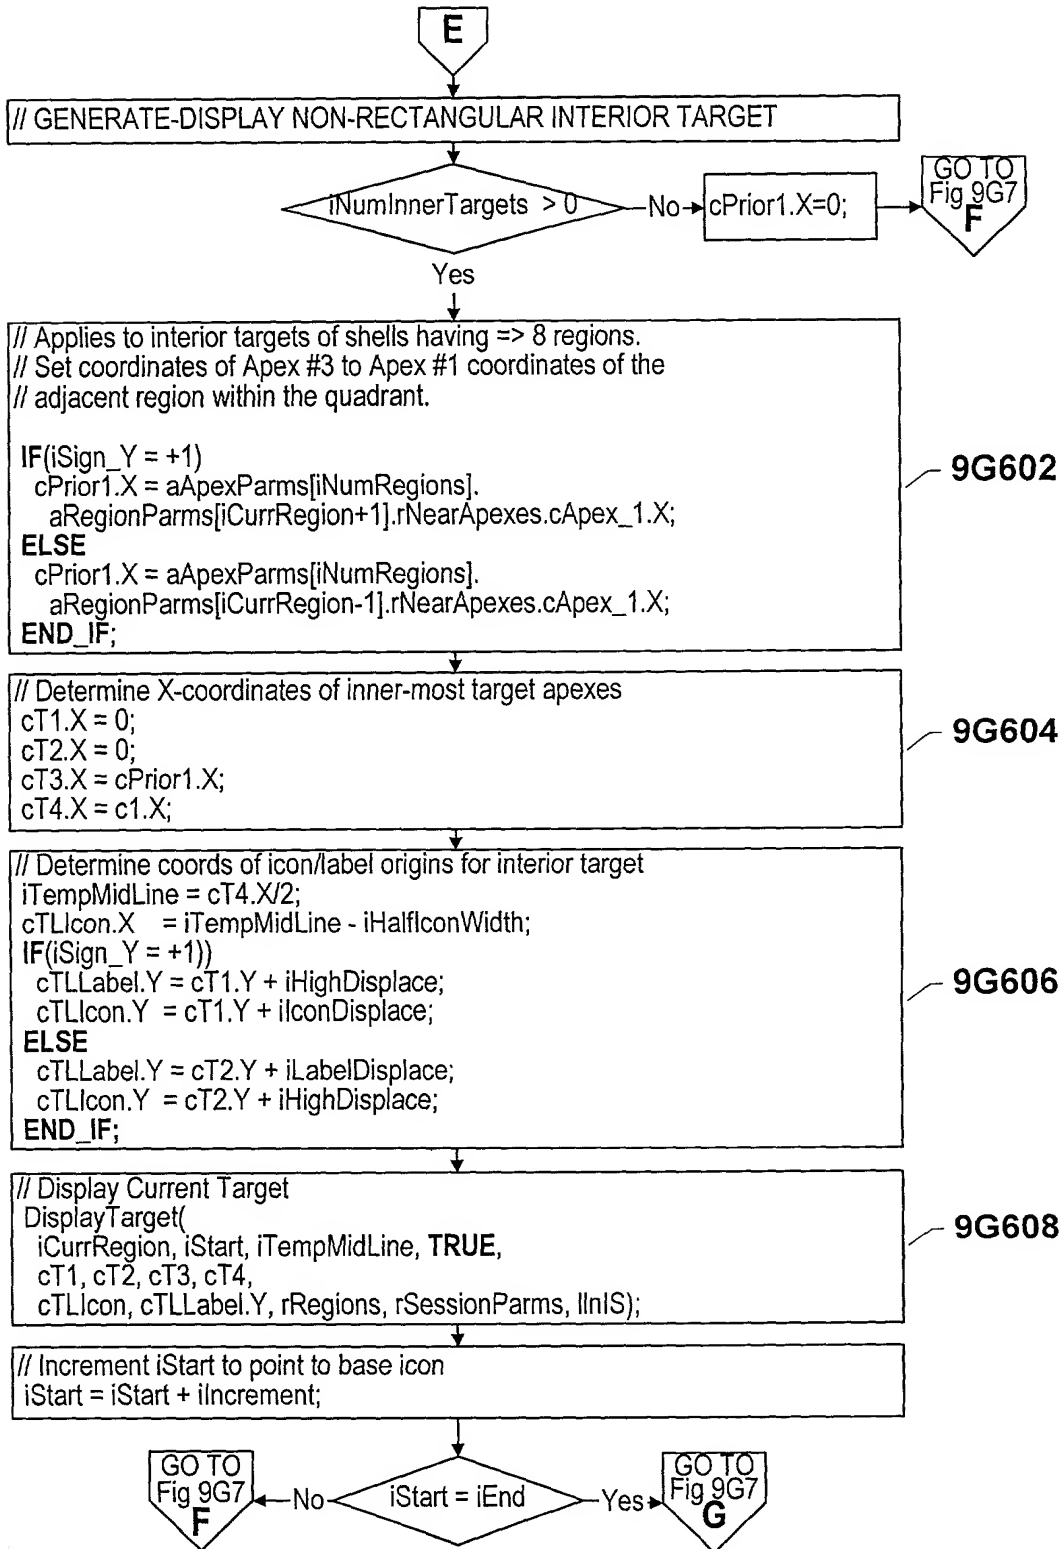 E
// GENERATE-DISPLAY NON-RECTANGULAR INTERIOR TARGET
iNumInnerTargets > 0
No
cPrior1.X=0;
GO TO
Fig 9G7
F
Yes
// Applies to interior targets of shells having => 8 regions.
// Set coordinates of Apex #3 to Apex #1 coordinates of the
// adjacent region within the quadrant.
IF(iSign_Y = +1)
cPrior1.X = aApexParms[iNumRegions].
aRegionParms[iCurrRegion+1].rNearApexes.cApex_1.X;
ELSE
cPrior1.X = aApexParms[iNumRegions].
aRegionParms[iCurrRegion-1].rNearApexes.cApex_1.X;
END_IF;
9G602
// Determine X-coordinates of inner-most target apexes
cT1.X = 0;
cT2.X = 0;
cT3.X = cPrior1.X;
cT4.X = c1.X;
9G604
// Determine coords of icon/label origins for interior target
iTempMidLine = cT4.X/2;
cTLIcon.X = iTempMidLine - iHalfIconWidth;
IF(iSign_Y = +1))
cTLLabel.Y = cT1.Y + iHighDisplace;
cTLIcon.Y = cT1.Y + iIconDisplace;
ELSE
cTLLabel.Y = cT2.Y + iLabelDisplace;
cTLIcon.Y = cT2.Y + iHighDisplace;
END_IF;
9G606
// Display Current Target
DisplayTarget(
iCurrRegion, iStart, iTempMidLine, TRUE,
cT1, cT2, cT3, cT4,
cTLIcon, cTLLabel.Y, rRegions, rSessionParms, lInIS);
9G608
// Increment iStart to point to base icon
iStart = iStart + iIncrement;
GO TO
Fig 9G7
F
No
iStart = iEnd
Yes
GO TO
Fig 9G7
G